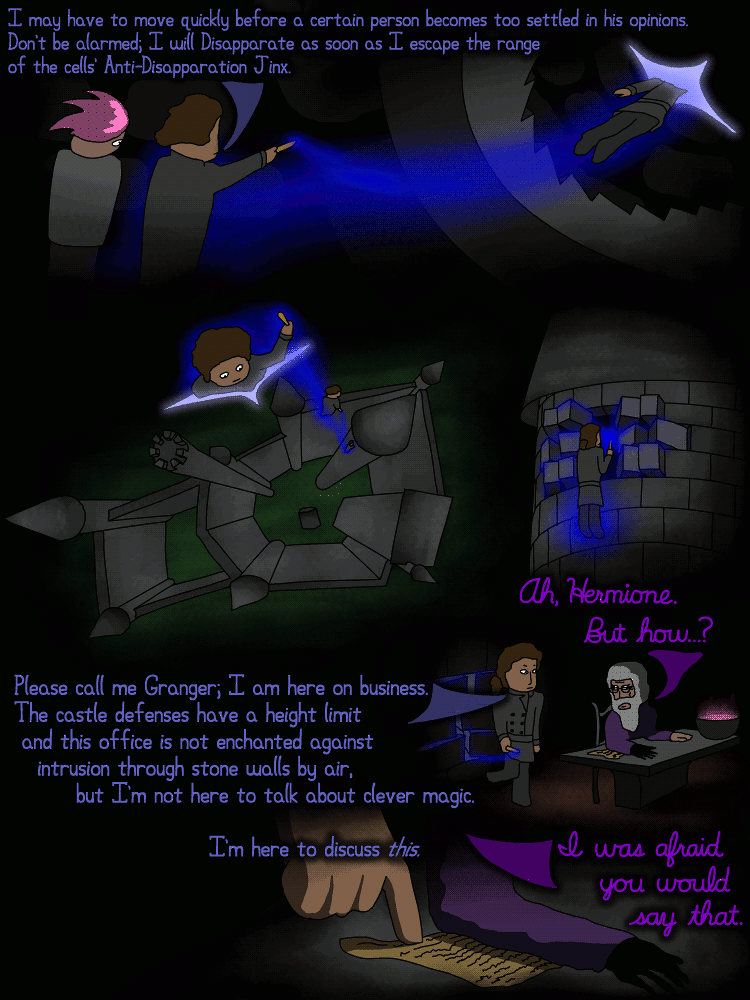 I may have to move quickly before a certain person becomes too settled in his opinions.
Don't be alarmed; I will Disapparate as soon as I escape the range
of the cells' Anti-Disapparation Jinx.
Ah, Hermione.
But how...?
Please call me Granger; I am here on business.
The castle defenses have a height limit
and this office is not enchanted against
intrusion through stone walls by air,
but I'm not here to talk about clever magic.
I'm here to discuss this.
I was afraid
you would
say that.